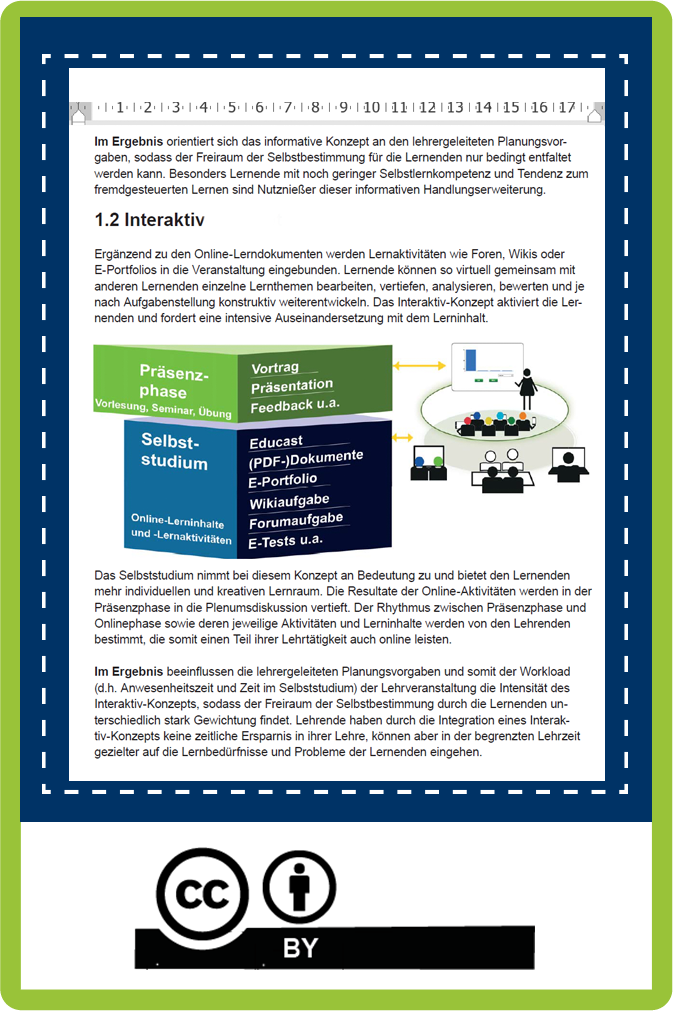 1 2 3 4 5 6 7 8 9 10 11 12 13 14 15 16 17
Im Ergebnis orientiert sich das informative Konzept an den lehrergeleiteten Planungsvor-
gaben, sodass der Freiraum der Selbstbestimmung für die Lernenden nur bedingt entfaltet
werden kann. Besonders Lernende mit noch geringer Selbstlernkompetenz und Tendenz zum
fremdgesteuerten Lernen sind Nutznießer dieser informativen Handlungserweiterung.
1.2 Interaktiv
Ergänzend zu den Online-Lerndokumenten werden Lernaktivitäten wie Foren, Wikis oder
E-Portfolios in die Veranstaltung eingebunden. Lernende können so virtuell gemeinsam mit
anderen Lernenden einzelne Lernthemen bearbeiten, vertiefen, analysieren, bewerten und je
nach Aufgabenstellung konstruktiv weiterentwickeln. Das Interaktiv-Konzept aktiviert die Ler-
nenden und fordert eine intensive Auseinandersetzung mit dem Lerninhalt.
Präsenz-
phase
Vorlesung, Seminar, Übung
Vortrag
Präsentation
Feedback u.a.
Selbst-
studium
Online-Lerninhalte
und -Lernaktivitäten
Educast
(PDF-)Dokumente
E-Portfolio
Wikiaufgabe
Forumaufgabe
E-Tests u.a.
Das Selbststudium nimmt bei diesem Konzept an Bedeutung zu und bietet den Lernenden
mehr individuellen und kreativen Lernraum. Die Resultate der Online-Aktivitäten werden in der
Präsenzphase in die Plenumsdiskussion vertieft. Der Rhythmus zwischen Präsenzphase und
Onlinephase sowie deren jeweilige Aktivitäten und Lerninhalte werden von den Lehrenden
bestimmt, die somit einen Teil ihrer Lehrtätigkeit auch online leisten.
Im Ergebnis beeinflussen die lehrergeleiteten Planungsvorgaben und somit der Workload
(d.h. Anwesenheitszeit und Zeit im Selbststudium) der Lehrveranstaltung die Intensität des
Interaktiv-Konzepts, sodass der Freiraum der Selbstbestimmung durch die Lernenden un-
terschiedlich stark Gewichtung findet. Lehrende haben durch die Integration eines Interak-
tiv-Konzepts keine zeitliche Ersparnis in ihrer Lehre, können aber in der begrenzten Lehrzeit
gezielter auf die Lernbedürfnisse und Probleme der Lernenden eingehen.
CC
BY